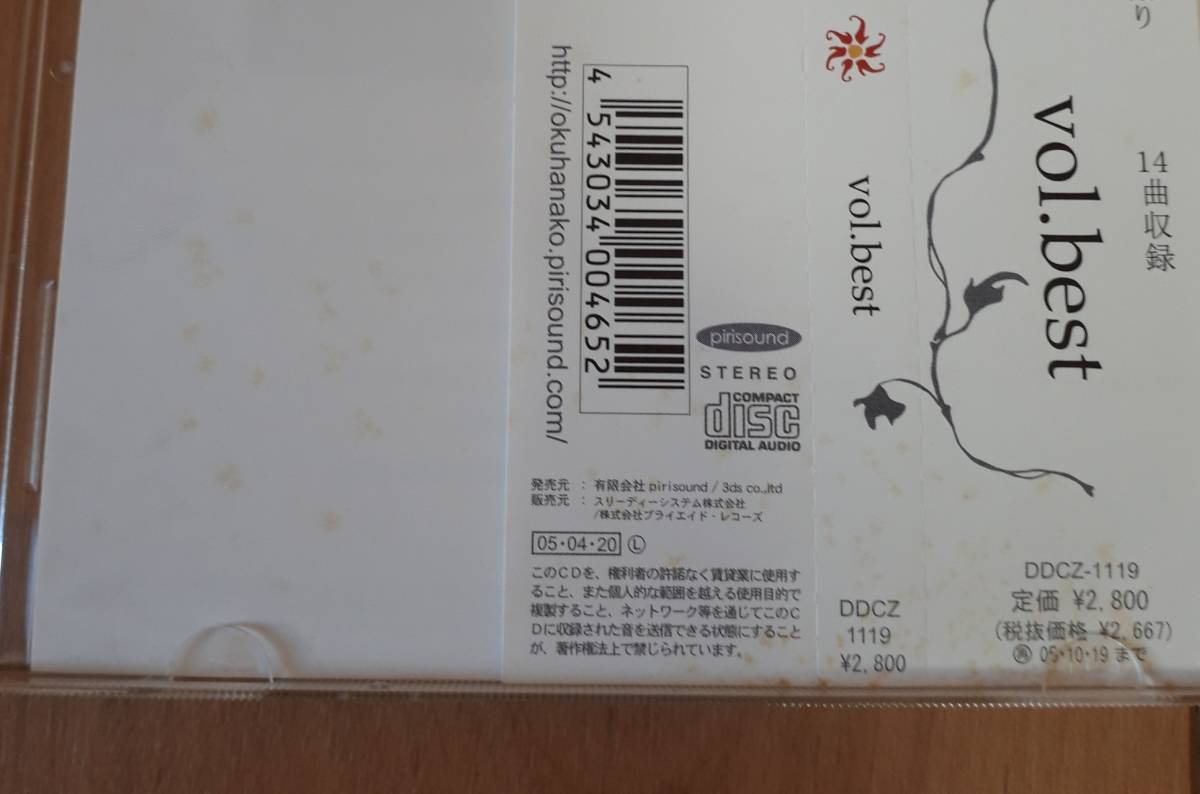 り
14曲収録
vol.best
DDCZ-1119
定価 ¥2,800
(税抜価格 ¥2,667)
再 05・10・19 まで
vol.best
DDCZ
1119
¥2,800
4 543034 004652
http://okuhanako.pirisound.com/
pirisound
STEREO
COMPACT
disc
DIGITAL AUDIO
発売元 : 有限会社 pirisound / 3ds co.,ltd
販売元 : スリーディーシステム株式会社
/株式会社ブライエイド・レコーズ
05・04・20 Ⓛ
このCDを、権利者の許諾なく賃貸業に使用す
ること、また個人的な範囲を越える使用目的で
複製すること、ネットワーク等を通じてこのC
Dに収録された音を送信できる状態にすること
が、著作権法上で禁じられています。